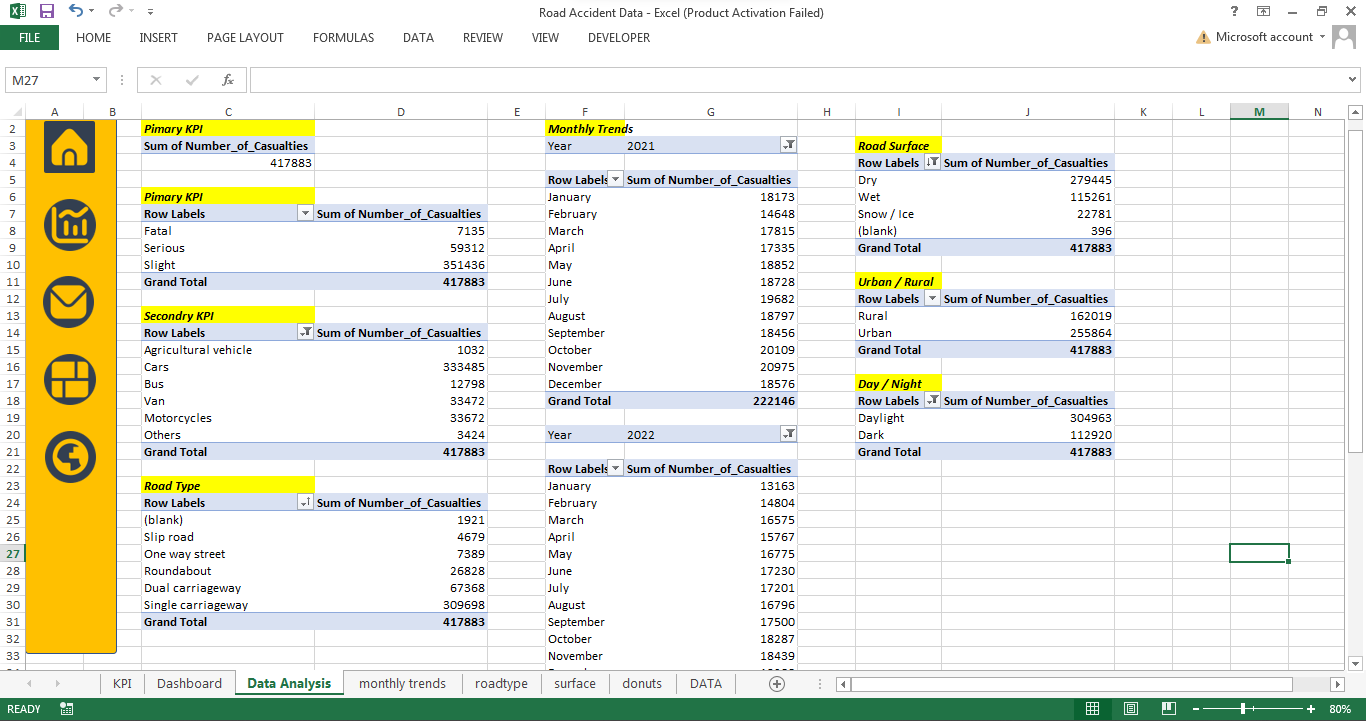 Road Accident Data - Excel (Product Activation Failed)
FILE HOME INSERT PAGE LAYOUT FORMULAS DATA REVIEW VIEW DEVELOPER Microsoft account
M27 fx
A B C D E F G H I J K L M N
2 Pimary KPI Monthly Trends
3 Sum of Number_of_Casualties Year 2021 Road Surface
4 417883 Row Labels Sum of Number_of_Casualties
5 Row Labels Sum of Number_of_Casualties Dry 279445
6 Pimary KPI January 18173 Wet 115261
7 Row Labels Sum of Number_of_Casualties February 14648 Snow / Ice 22781
8 Fatal 7135 March 17815 (blank) 396
9 Serious 59312 April 17335 Grand Total 417883
10 Slight 351436 May 18852
11 Grand Total 417883 June 18728 Urban / Rural
12 July 19682 Row Labels Sum of Number_of_Casualties
13 Secondry KPI August 18797 Rural 162019
14 Row Labels Sum of Number_of_Casualties September 18456 Urban 255864
15 Agricultural vehicle 1032 October 20109 Grand Total 417883
16 Cars 333485 November 20975
17 Bus 12798 December 18576 Day / Night
18 Van 33472 Grand Total 222146 Row Labels Sum of Number_of_Casualties
19 Motorcycles 33672 Daylight 304963
20 Others 3424 Year 2022 Dark 112920
21 Grand Total 417883 Grand Total 417883
22 Row Labels Sum of Number_of_Casualties
23 Road Type January 13163
24 Row Labels Sum of Number_of_Casualties February 14804
25 (blank) 1921 March 16575
26 Slip road 4679 April 15767
27 One way street 7389 May 16775
28 Roundabout 26828 June 17230
29 Dual carriageway 67368 July 17201
30 Single carriageway 309698 August 16796
31 Grand Total 417883 September 17500
32 October 18287
33 November 18439
KPI Dashboard Data Analysis monthly trends roadtype surface donuts DATA
READY 80%